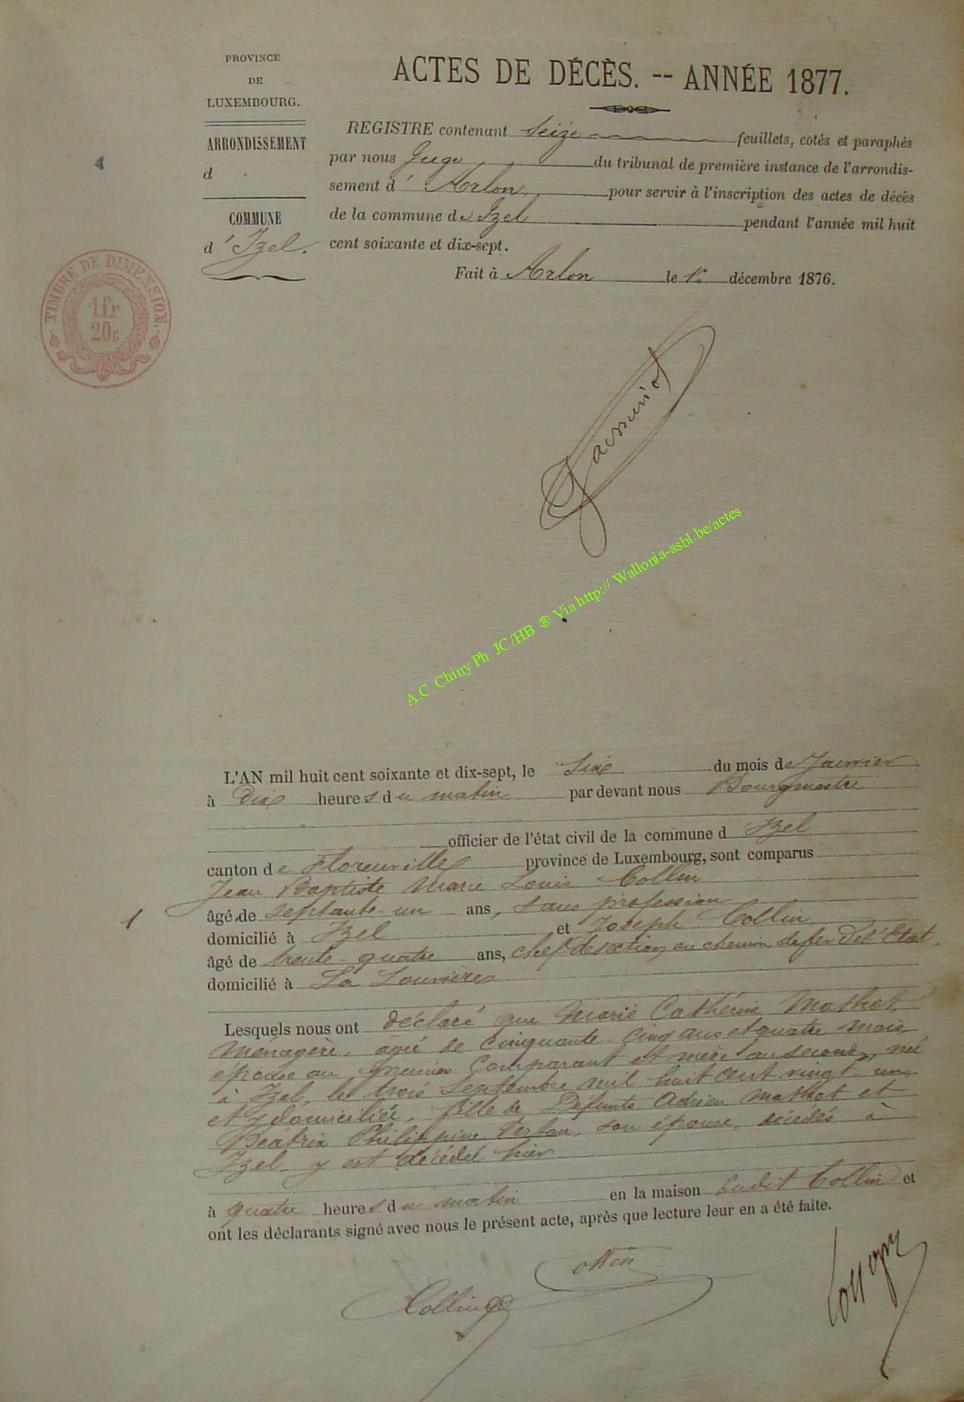 PROVINCE
DE
LUXEMBOURG.
ARRONDISSEMENT
d
COMMUNE
d'Izel.
TIMBRE DE DIMENSION.
1 fr
20c
ACTES DE DÉCÈS. -- ANNÉE 1877.
REGISTRE contenant Seize feuillets, cotés et paraphés
par nous Juge du tribunal de première instance de l'arrondis-
sement d' Arlon, pour servir à l'inscription des actes de décès
de la commune de Izel pendant l'année mil huit
cent soixante et dix-sept.
Fait à Arlon le 1r décembre 1876.
A.C. Chiny Ph. JC/HB ® Via http:// Wallonia-asbl.be/actes
L'AN mil huit cent soixante et dix-sept, le Six du mois de Janvier
à Dix heures du matin par devant nous Bourgmestre
officier de l'état civil de la commune d Izel
canton de Florenville province de Luxembourg, sont comparus
Jean Baptiste Marie Louis Collin
1
âgé de septante-un ans, sans profession
domicilié à Izel et Joseph Collin
âgé de trente-quatre ans, chef de section au chemin de fer de l'Etat,
domicilié à La Louvière
Lesquels nous ont déclaré que Marie Catherine Mathot,
Ménagère, agée de Cinquante-Cinq ans et quatre mois
épouse au premier Comparant et mère au second, née
à Izel, le trois Septembre mil huit Cent vingt un
et y domiciliée, fille de Défunts Adrien Mathot et
Beatrix Philippine son épouse, décédés à
Izel y est décédée hier
à quatre heures du matin en la maison dudit Collin et
ont les déclarants signé avec nous le présent acte, après que lecture leur en a été faite.
Collin
Collin